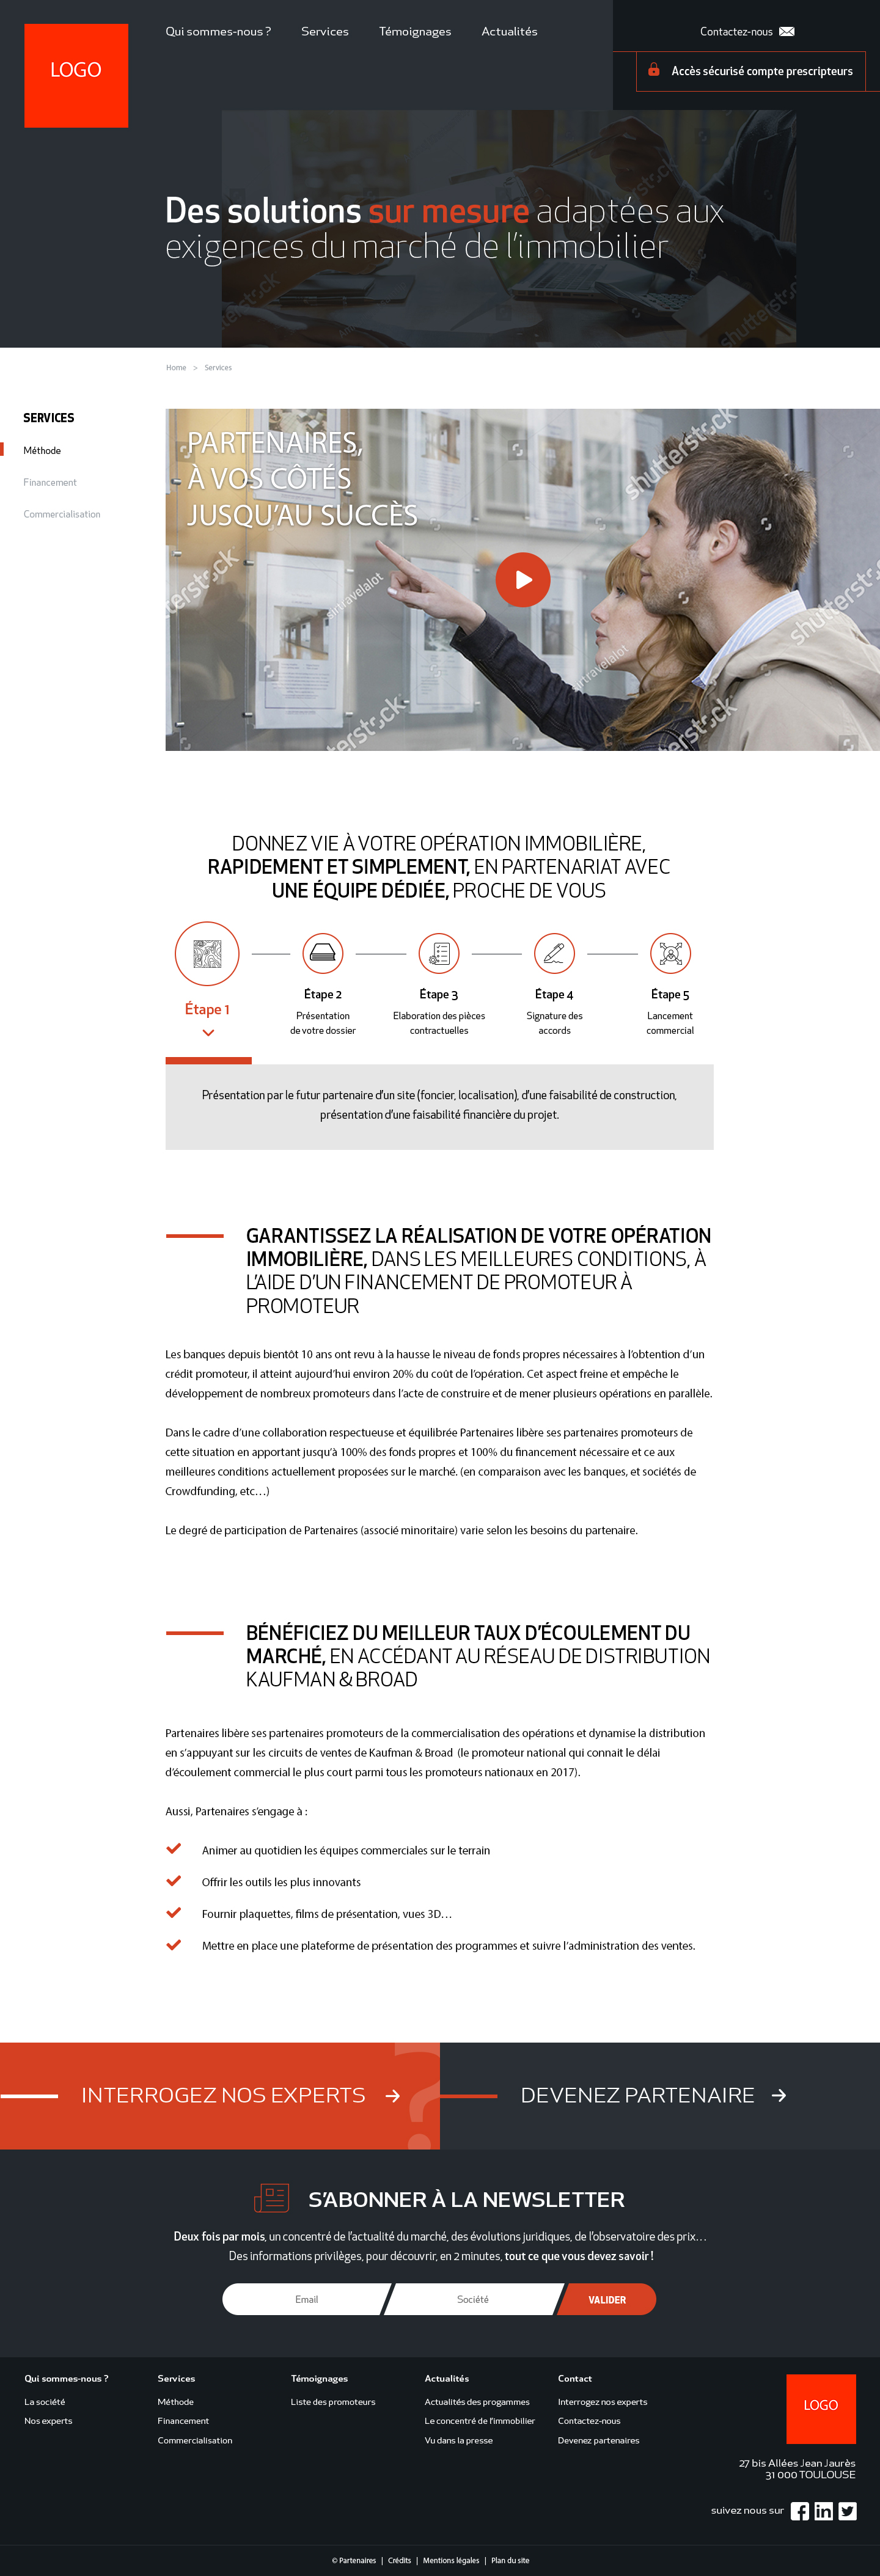 LOGO
Qui sommes-nous ?
Services
Témoignages
Actualités
Contactez-nous
Accès sécurisé compte prescripteurs
Des solutions sur mesure adaptées aux
exigences du marché de l'immobilier
shutterstock
shutterstock
shutterstock
Home > Services
SERVICES
Méthode
Financement
Commercialisation
PARTENAIRES,
À VOS CÔTÉS
JUSQU'AU SUCCÈS
shutterstock
sirtravelalot
shutterstock
sirtravelalot
shutterstock
shutterstock
shutterstock
DONNEZ VIE À VOTRE OPÉRATION IMMOBILIÈRE,
RAPIDEMENT ET SIMPLEMENT, EN PARTENARIAT AVEC
UNE ÉQUIPE DÉDIÉE, PROCHE DE VOUS
Étape 1
Étape 2
Présentation
de votre dossier
Étape 3
Elaboration des pièces
contractuelles
Étape 4
Signature des
accords
Étape 5
Lancement
commercial
Présentation par le futur partenaire d'un site (foncier, localisation), d'une faisabilité de construction,
présentation d'une faisabilité financière du projet.
GARANTISSEZ LA RÉALISATION DE VOTRE OPÉRATION
IMMOBILIÈRE, DANS LES MEILLEURES CONDITIONS, À
L'AIDE D'UN FINANCEMENT DE PROMOTEUR À
PROMOTEUR
Les banques depuis bientôt 10 ans ont revu à la hausse le niveau de fonds propres nécessaires à l'obtention d'un
crédit promoteur, il atteint aujourd'hui environ 20% du coût de l'opération. Cet aspect freine et empêche le
développement de nombreux promoteurs dans l'acte de construire et de mener plusieurs opérations en parallèle.
Dans le cadre d'une collaboration respectueuse et équilibrée Partenaires libère ses partenaires promoteurs de
cette situation en apportant jusqu'à 100% des fonds propres et 100% du financement nécessaire et ce aux
meilleures conditions actuellement proposées sur le marché. (en comparaison avec les banques, et sociétés de
Crowdfunding, etc…)
Le degré de participation de Partenaires (associé minoritaire) varie selon les besoins du partenaire.
BÉNÉFICIEZ DU MEILLEUR TAUX D'ÉCOULEMENT DU
MARCHÉ, EN ACCÉDANT AU RÉSEAU DE DISTRIBUTION
KAUFMAN & BROAD
Partenaires libère ses partenaires promoteurs de la commercialisation des opérations et dynamise la distribution
en s'appuyant sur les circuits de ventes de Kaufman & Broad (le promoteur national qui connait le délai
d'écoulement commercial le plus court parmi tous les promoteurs nationaux en 2017).
Aussi, Partenaires s'engage à :
Animer au quotidien les équipes commerciales sur le terrain
Offrir les outils les plus innovants
Fournir plaquettes, films de présentation, vues 3D…
Mettre en place une plateforme de présentation des programmes et suivre l'administration des ventes.
INTERROGEZ NOS EXPERTS
?
DEVENEZ PARTENAIRE
S'ABONNER À LA NEWSLETTER
Deux fois par mois, un concentré de l'actualité du marché, des évolutions juridiques, de l'observatoire des prix…
Des informations privilèges, pour découvrir, en 2 minutes, tout ce que vous devez savoir !
Email
Société
VALIDER
Qui sommes-nous ?
La société
Nos experts
Services
Méthode
Financement
Commercialisation
Témoignages
Liste des promoteurs
Actualités
Actualités des progammes
Le concentré de l'immobilier
Vu dans la presse
Contact
Interrogez nos experts
Contactez-nous
Devenez partenaires
LOGO
27 bis Allées Jean Jaurès
31 000 TOULOUSE
suivez nous sur
© Partenaires | Crédits | Mentions légales | Plan du site